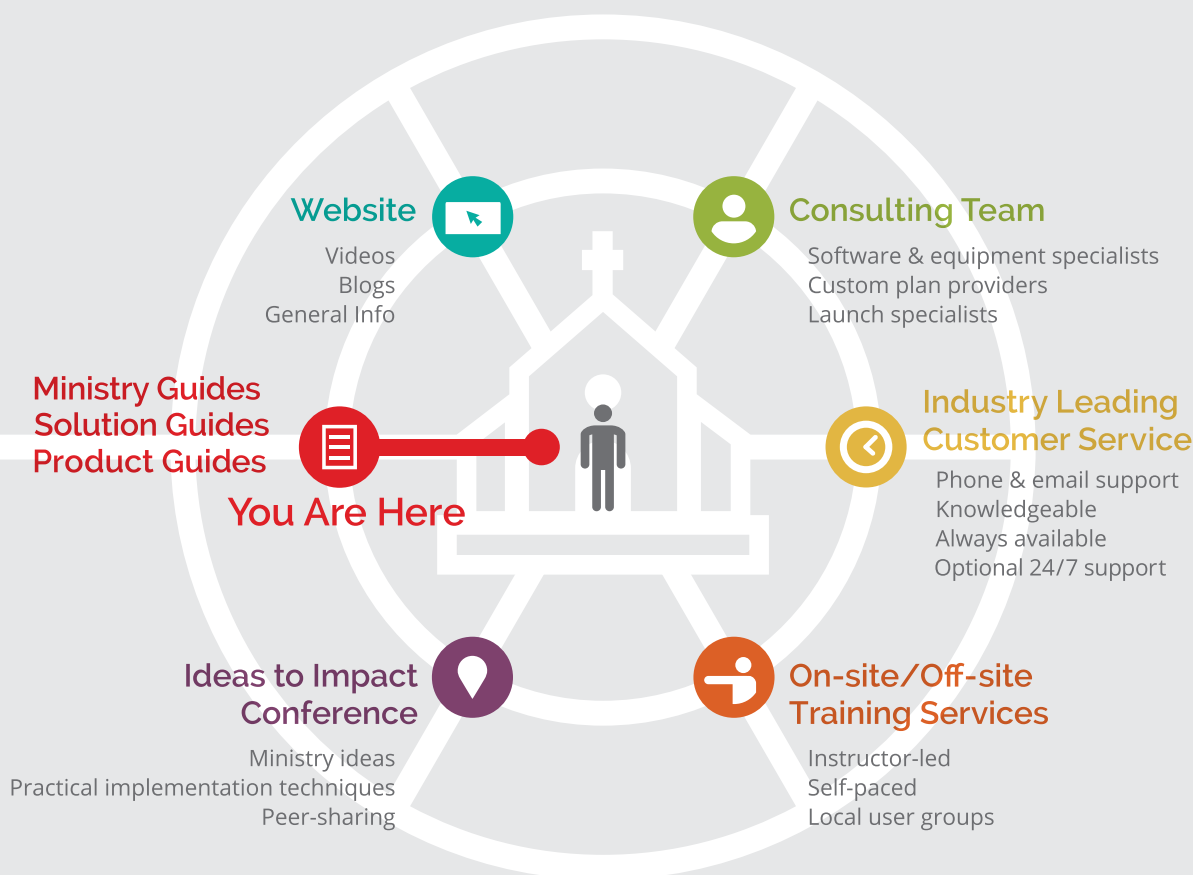 Website
Videos
Blogs
General Info
Consulting Team
Software & equipment specialists
Custom plan providers
Launch specialists
Ministry Guides
Solution Guides
Product Guides
You Are Here
Industry Leading
Customer Service
Phone & email support
Knowledgeable
Always available
Optional 24/7 support
Ideas to Impact
Conference
Ministry ideas
Practical implementation techniques
Peer-sharing
On-site/Off-site
Training Services
Instructor-led
Self-paced
Local user groups